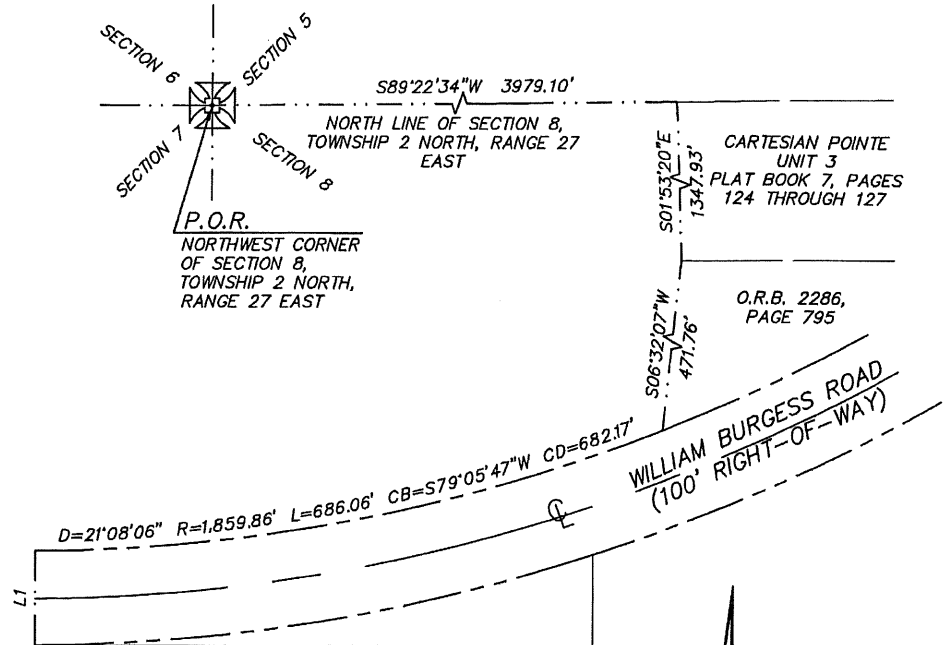 SECTION 6
SECTION 5
SECTION 7
SECTION 8
S89°22'34"W 3979.10'
NORTH LINE OF SECTION 8,
TOWNSHIP 2 NORTH, RANGE 27
EAST
P.O.R.
NORTHWEST CORNER
OF SECTION 8,
TOWNSHIP 2 NORTH,
RANGE 27 EAST
S01°53'20"E
1347.93'
CARTESIAN POINTE
UNIT 3
PLAT BOOK 7, PAGES
124 THROUGH 127
O.R.B. 2286,
PAGE 795
S06°32'07"W
471.76'
WILLIAM BURGESS ROAD
(100' RIGHT-OF-WAY)
D=21°08'06" R=1,859.86' L=686.06' CB=S79°05'47"W CD=682.17'
CL
L1